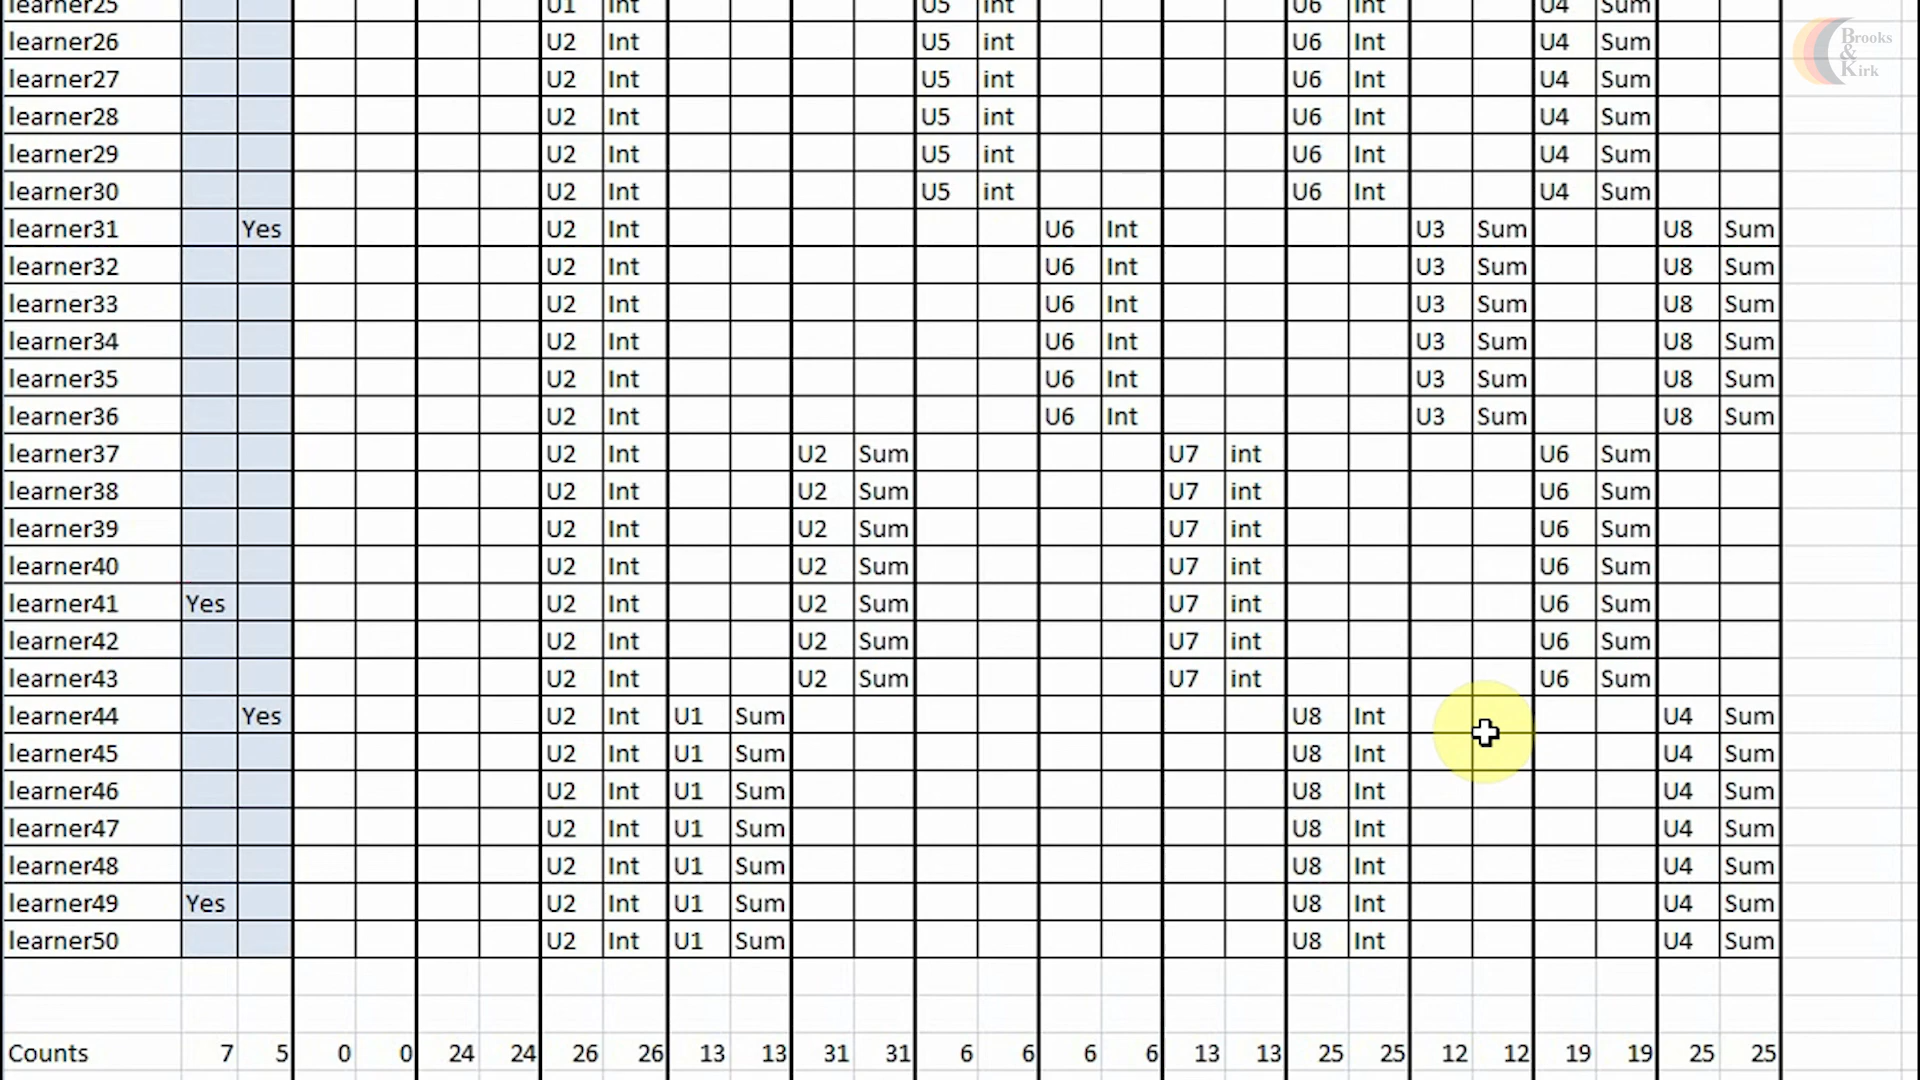 learner25 U1 Int U5 int U6 Int U4 Sum
learner26 U2 Int U5 int U6 Int U4 Sum
learner27 U2 Int U5 int U6 Int U4 Sum
learner28 U2 Int U5 int U6 Int U4 Sum
learner29 U2 Int U5 int U6 Int U4 Sum
learner30 U2 Int U5 int U6 Int U4 Sum
learner31 Yes U2 Int U6 Int U3 Sum U8 Sum
learner32 U2 Int U6 Int U3 Sum U8 Sum
learner33 U2 Int U6 Int U3 Sum U8 Sum
learner34 U2 Int U6 Int U3 Sum U8 Sum
learner35 U2 Int U6 Int U3 Sum U8 Sum
learner36 U2 Int U6 Int U3 Sum U8 Sum
learner37 U2 Int U2 Sum U7 int U6 Sum
learner38 U2 Int U2 Sum U7 int U6 Sum
learner39 U2 Int U2 Sum U7 int U6 Sum
learner40 U2 Int U2 Sum U7 int U6 Sum
learner41 Yes U2 Int U2 Sum U7 int U6 Sum
learner42 U2 Int U2 Sum U7 int U6 Sum
learner43 U2 Int U2 Sum U7 int U6 Sum
learner44 Yes U2 Int U1 Sum U8 Int U4 Sum
learner45 U2 Int U1 Sum U8 Int U4 Sum
learner46 U2 Int U1 Sum U8 Int U4 Sum
learner47 U2 Int U1 Sum U8 Int U4 Sum
learner48 U2 Int U1 Sum U8 Int U4 Sum
learner49 Yes U2 Int U1 Sum U8 Int U4 Sum
learner50 U2 Int U1 Sum U8 Int U4 Sum
Counts 7 5 0 0 24 24 26 26 13 13 31 31 6 6 6 6 13 13 25 25 12 12 19 19 25 25
Brooks
&
Kirk